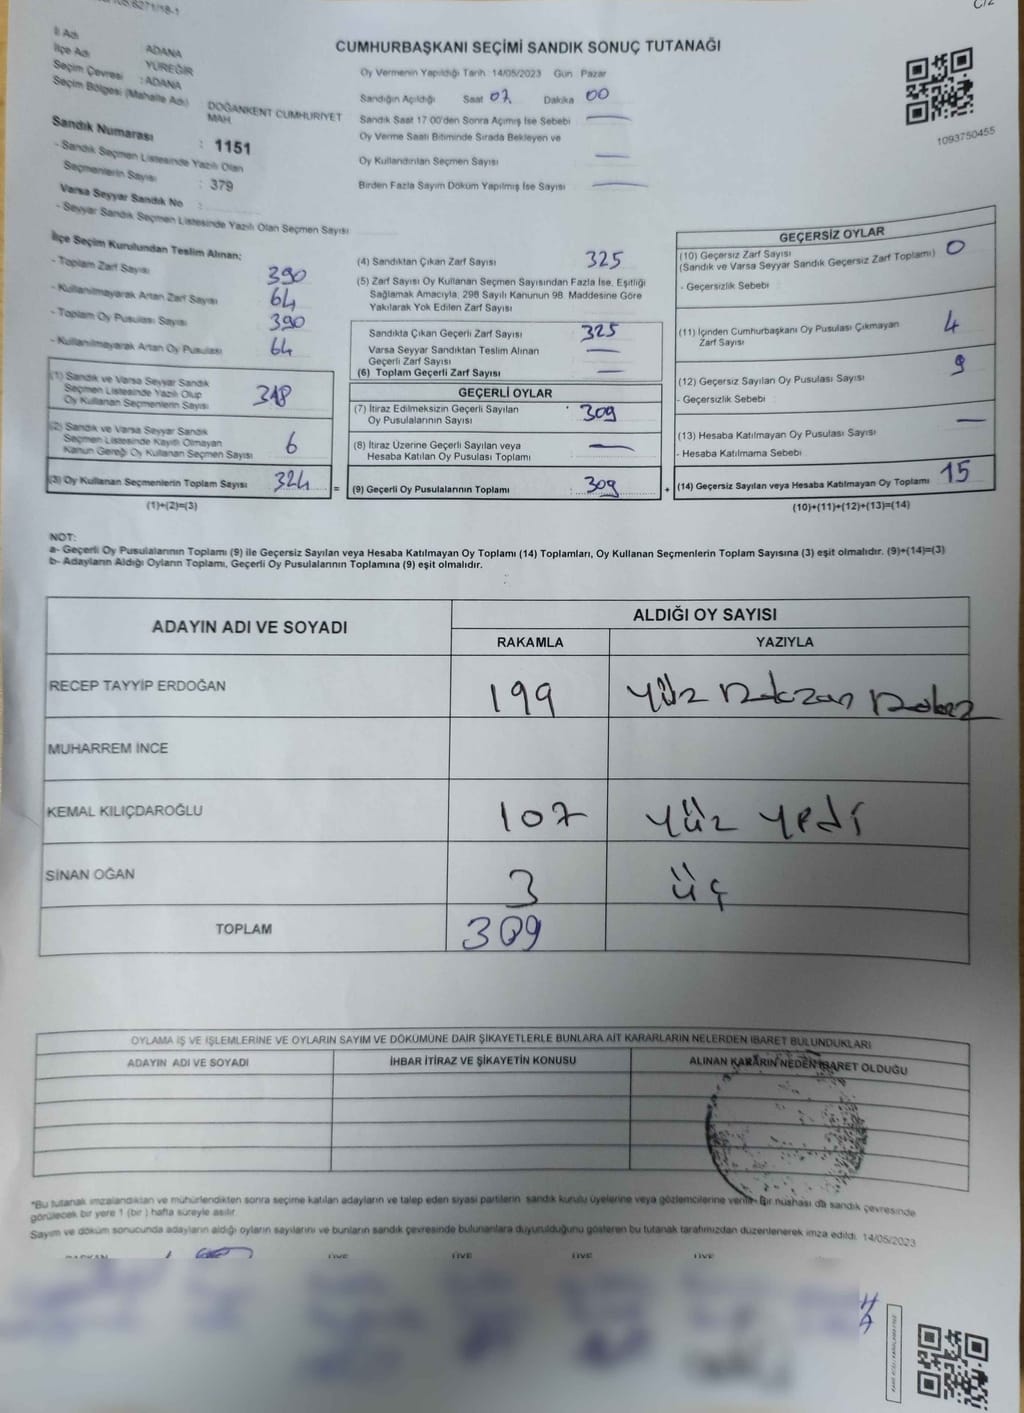 CUMHURBAŞKANI SEÇİMİ SANDIK SONUÇ TUTANAĞI
İl Adı
İlçe Adı
Seçim Çevresi
Seçim Bölgesi (Mahalle Adı)
ADANA
YÜREĞİR
: ADANA
DOĞANKENT CUMHURİYET MAH.
Sandık Numarası : 1151
- Sandık Seçmen Listesinde Yazılı Olan
Seçmenlerin Sayısı : 379
Varsa Seyyar Sandık No :
- Seyyar Sandık Seçmen Listesinde Yazılı Olan Seçmen Sayısı
Oy Vermenin Yapıldığı Tarih 14/05/2023 Gün Pazar
Sandığın Açıldığı Saat 07 Dakika 00
Sandık Saat 17:00'den Sonra Açılmış İse Sebebi —
Oy Verme Saati Bitiminde Sırada Bekleyen ve
Oy Kullandırılan Seçmen Sayısı —
Birden Fazla Sayım Döküm Yapılmış İse Sayısı —
1093750455
İlçe Seçim Kurulundan Teslim Alınan;
- Toplam Zarf Sayısı 390
- Kullanılmayarak Artan Zarf Sayısı 64
- Toplam Oy Pusulası Sayısı 390
- Kullanılmayarak Artan Oy Pusulası 64
(1) Sandık ve Varsa Seyyar Sandık
Seçmen Listesinde Yazılı Olup
Oy Kullanan Seçmenlerin Sayısı 318
(2) Sandık ve Varsa Seyyar Sandık
Seçmen Listesinde Kayıtlı Olmayan
Kanun Gereği Oy Kullanan Seçmen Sayısı 6
(3) Oy Kullanan Seçmenlerin Toplam Sayısı 324
(1)+(2)=(3)
(4) Sandıktan Çıkan Zarf Sayısı 325
(5) Zarf Sayısı Oy Kullanan Seçmen Sayısından Fazla İse, Eşitliği
Sağlamak Amacıyla, 298 Sayılı Kanunun 98. Maddesine Göre
Yakılarak Yok Edilen Zarf Sayısı
Sandıkta Çıkan Geçerli Zarf Sayısı 325
Varsa Seyyar Sandıktan Teslim Alınan
Geçerli Zarf Sayısı —
(6) Toplam Geçerli Zarf Sayısı —
GEÇERLİ OYLAR
(7) İtiraz Edilmeksizin Geçerli Sayılan
Oy Pusulalarının Sayısı 309
(8) İtiraz Üzerine Geçerli Sayılan veya
Hesaba Katılan Oy Pusulası Toplamı —
= (9) Geçerli Oy Pusulalarının Toplamı 309
GEÇERSİZ OYLAR
(10) Geçersiz Zarf Sayısı
(Sandık ve Varsa Seyyar Sandık Geçersiz Zarf Toplamı) 0
- Geçersizlik Sebebi
(11) İçinden Cumhurbaşkanı Oy Pusulası Çıkmayan
Zarf Sayısı 4
(12) Geçersiz Sayılan Oy Pusulası Sayısı 9
- Geçersizlik Sebebi
(13) Hesaba Katılmayan Oy Pusulası Sayısı —
- Hesaba Katılmama Sebebi
+ (14) Geçersiz Sayılan veya Hesaba Katılmayan Oy Toplamı 15
(10)+(11)+(12)+(13)=(14)
NOT:
a- Geçerli Oy Pusulalarının Toplamı (9) ile Geçersiz Sayılan veya Hesaba Katılmayan Oy Toplamı (14) Toplamları, Oy Kullanan Seçmenlerin Toplam Sayısına (3) eşit olmalıdır. (9)+(14)=(3)
b- Adayların Aldığı Oyların Toplamı, Geçerli Oy Pusulalarının Toplamına (9) eşit olmalıdır.
ADAYIN ADI VE SOYADI
ALDIĞI OY SAYISI
RAKAMLA YAZIYLA
RECEP TAYYİP ERDOĞAN 199 Yüz Dokzan Dokuz
MUHARREM İNCE
KEMAL KILIÇDAROĞLU 107 Yüz Yedi
SİNAN OĞAN 3 üç
TOPLAM 309
OYLAMA İŞ VE İŞLEMLERİNE VE OYLARIN SAYIM VE DÖKÜMÜNE DAİR ŞİKAYETLERLE BUNLARA AİT KARARLARIN NELERDEN İBARET BULUNDUKLARI
ADAYIN ADI VE SOYADI İHBAR İTİRAZ VE ŞİKAYETİN KONUSU ALINAN KARARIN NEDEN İBARET OLDUĞU
*Bu tutanak imzalandıktan ve mühürlendikten sonra seçime katılan adayların ve talep eden siyasi partilerin sandık kurulu üyelerine veya gözlemcilerine verilir. Bir nüshası da sandık çevresinde
görülecek bir yere 1 (bir) hafta süreyle asılır.
Sayım ve döküm sonucunda adayların aldığı oyların sayılarını ve bunların sandık çevresinde bulunanlara duyurulduğunu gösteren bu tutanak tarafımızdan düzenlenerek imza edildi. 14/05/2023
BAŞKAN ÜYE ÜYE ÜYE ÜYE